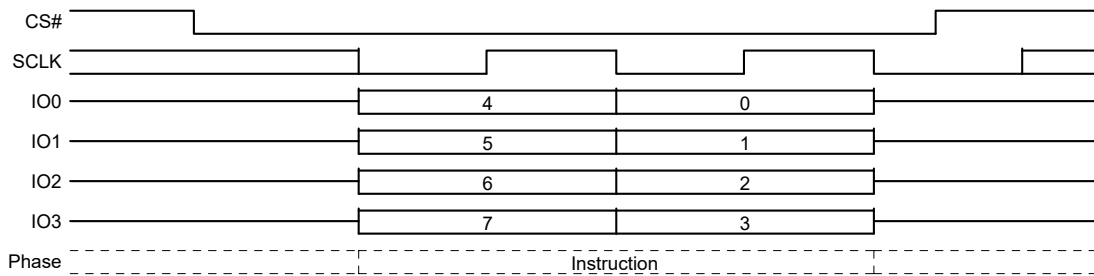 CS#
SCLK
IO0 4 0
IO1 5 1
IO2 6 2
IO3 7 3
Phase Instruction